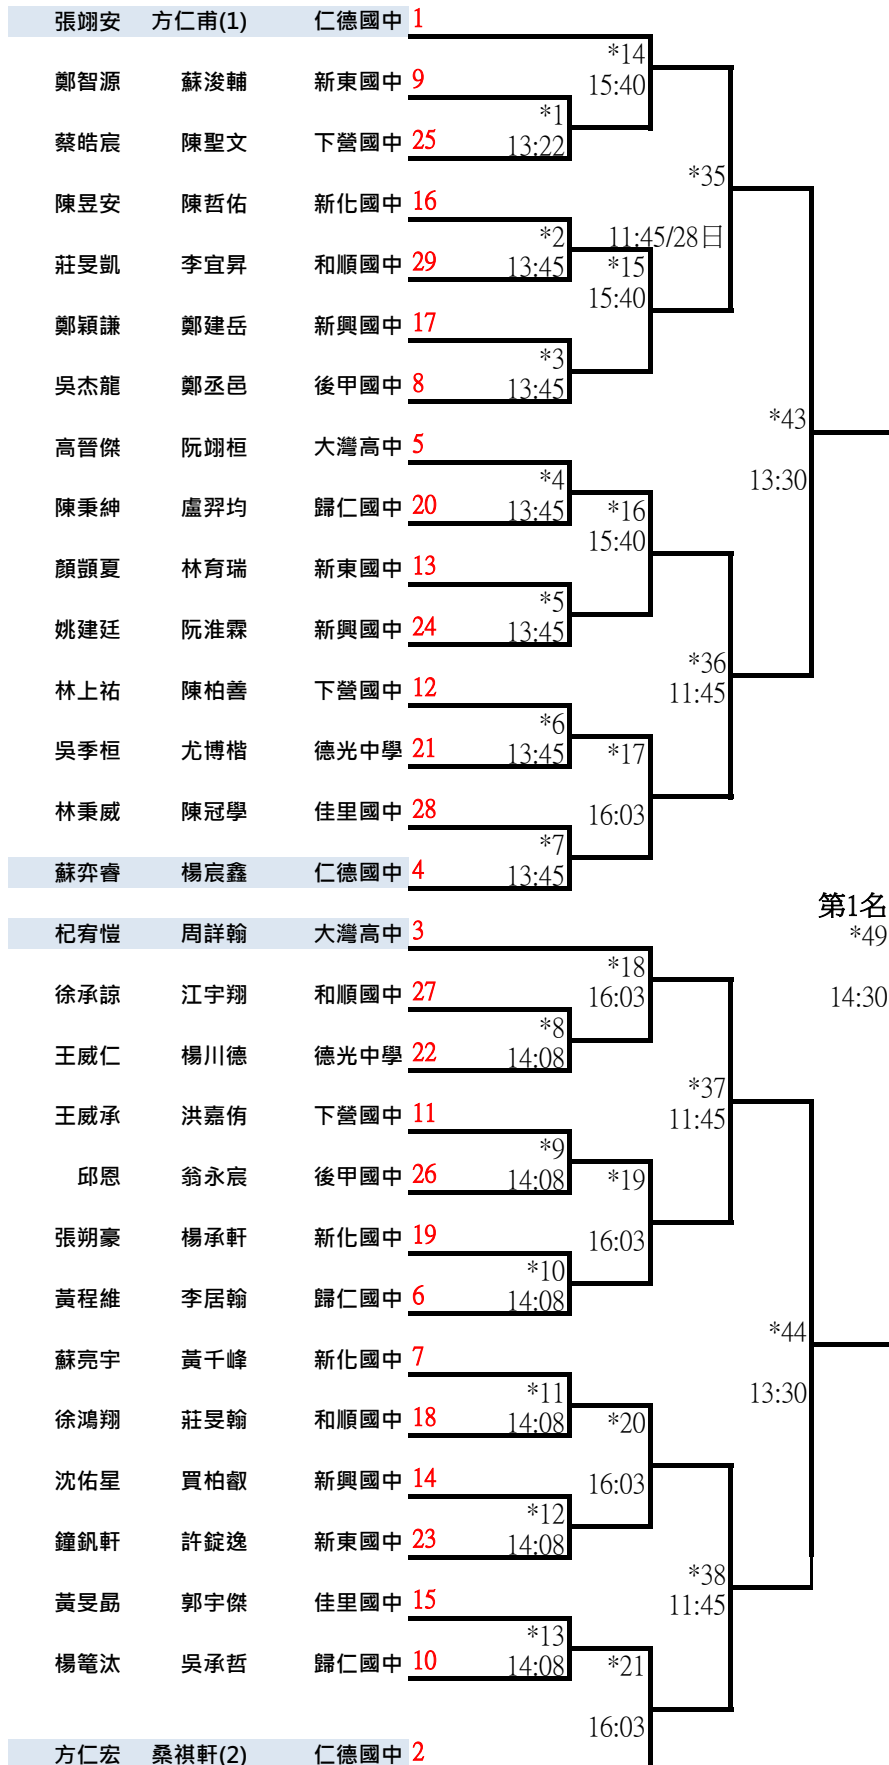 張翊安 方仁甫(1) 仁德國中 1
*14
鄭智源 蘇浚輔 新東國中 9 15:40
*1
蔡皓宸 陳聖文 下營國中 25 13:22
*35
陳昱安 陳哲佑 新化國中 16
*2 11:45/28日
莊旻凱 李宜昇 和順國中 29 13:45 *15
15:40
鄭穎謙 鄭建岳 新興國中 17
*3
吳杰龍 鄭丞邑 後甲國中 8 13:45
*43
高晉傑 阮翊桓 大灣高中 5
*4 13:30
陳秉紳 盧羿均 歸仁國中 20 13:45 *16
15:40
顏顗夏 林育瑞 新東國中 13
*5
姚建廷 阮淮霖 新興國中 24 13:45
*36
林上祐 陳柏善 下營國中 12 11:45
*6
吳季桓 尤博楷 德光中學 21 13:45 *17
林秉威 陳冠學 佳里國中 28 16:03
*7
蘇弈睿 楊宸鑫 仁德國中 4 13:45
第1名
杞宥愷 周詳翰 大灣高中 3 *49
*18
徐承諒 江宇翔 和順國中 27 16:03 14:30
*8
王威仁 楊川德 德光中學 22 14:08
*37
王威承 洪嘉侑 下營國中 11 11:45
*9
邱恩 翁永宸 後甲國中 26 14:08 *19
張朔豪 楊承軒 新化國中 19 16:03
*10
黃程維 李居翰 歸仁國中 6 14:08
*44
蘇亮宇 黃千峰 新化國中 7
*11 13:30
徐鴻翔 莊旻翰 和順國中 18 14:08 *20
沈佑星 買柏叡 新興國中 14 16:03
*12
鐘釩軒 許錠逸 新東國中 23 14:08
*38
黃旻勗 郭宇傑 佳里國中 15 11:45
*13
楊篭汰 吳承哲 歸仁國中 10 14:08 *21
16:03
方仁宏 桑祺軒(2) 仁德國中 2